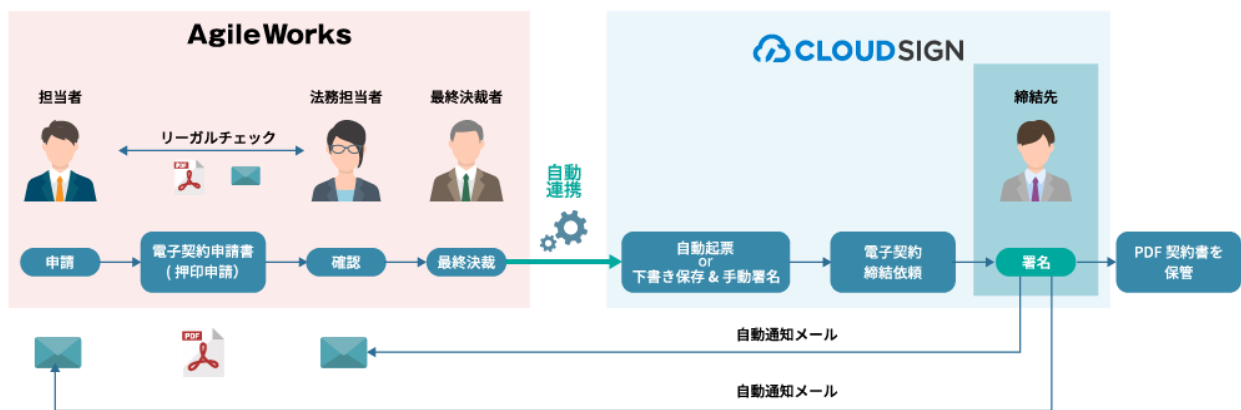 AgileWorks
CLOUDSIGN
担当者
法務担当者
最終決裁者
締結先
リーガルチェック
PDF
自動
連携
申請
電子契約申請書
(押印申請)
確認
最終決裁
自動起票
or
下書き保存 & 手動署名
電子契約
締結依頼
署名
PDF 契約書を
保管
PDF
自動通知メール
自動通知メール